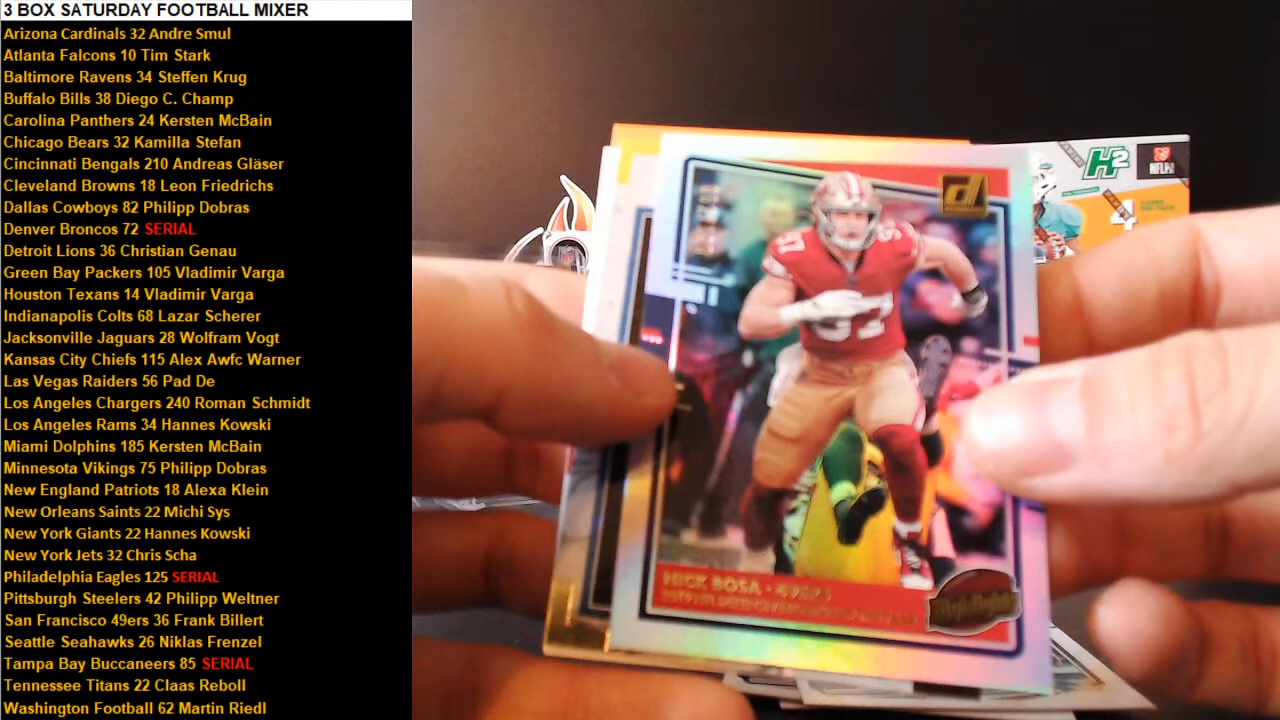 3 BOX SATURDAY FOOTBALL MIXER
Arizona Cardinals 32 Andre Smul
Atlanta Falcons 10 Tim Stark
Baltimore Ravens 34 Steffen Krug
Buffalo Bills 38 Diego C. Champ
Carolina Panthers 24 Kersten McBain
Chicago Bears 32 Kamilla Stefan
Cincinnati Bengals 210 Andreas Gläser
Cleveland Browns 18 Leon Friedrichs
Dallas Cowboys 82 Philipp Dobras
Denver Broncos 72 SERIAL
Detroit Lions 36 Christian Genau
Green Bay Packers 105 Vladimir Varga
Houston Texans 14 Vladimir Varga
Indianapolis Colts 68 Lazar Scherer
Jacksonville Jaguars 28 Wolfram Vogt
Kansas City Chiefs 115 Alex Awfc Warner
Las Vegas Raiders 56 Pad De
Los Angeles Chargers 240 Roman Schmidt
Los Angeles Rams 34 Hannes Kowski
Miami Dolphins 185 Kersten McBain
Minnesota Vikings 75 Philipp Dobras
New England Patriots 18 Alexa Klein
New Orleans Saints 22 Michi Sys
New York Giants 22 Hannes Kowski
New York Jets 32 Chris Scha
Philadelphia Eagles 125 SERIAL
Pittsburgh Steelers 42 Philipp Weltner
San Francisco 49ers 36 Frank Billert
Seattle Seahawks 26 Niklas Frenzel
Tampa Bay Buccaneers 85 SERIAL
Tennessee Titans 22 Claas Reboll
Washington Football 62 Martin Riedl
H2
4
97
97
NICK BOSA · 49ERS
Highlights